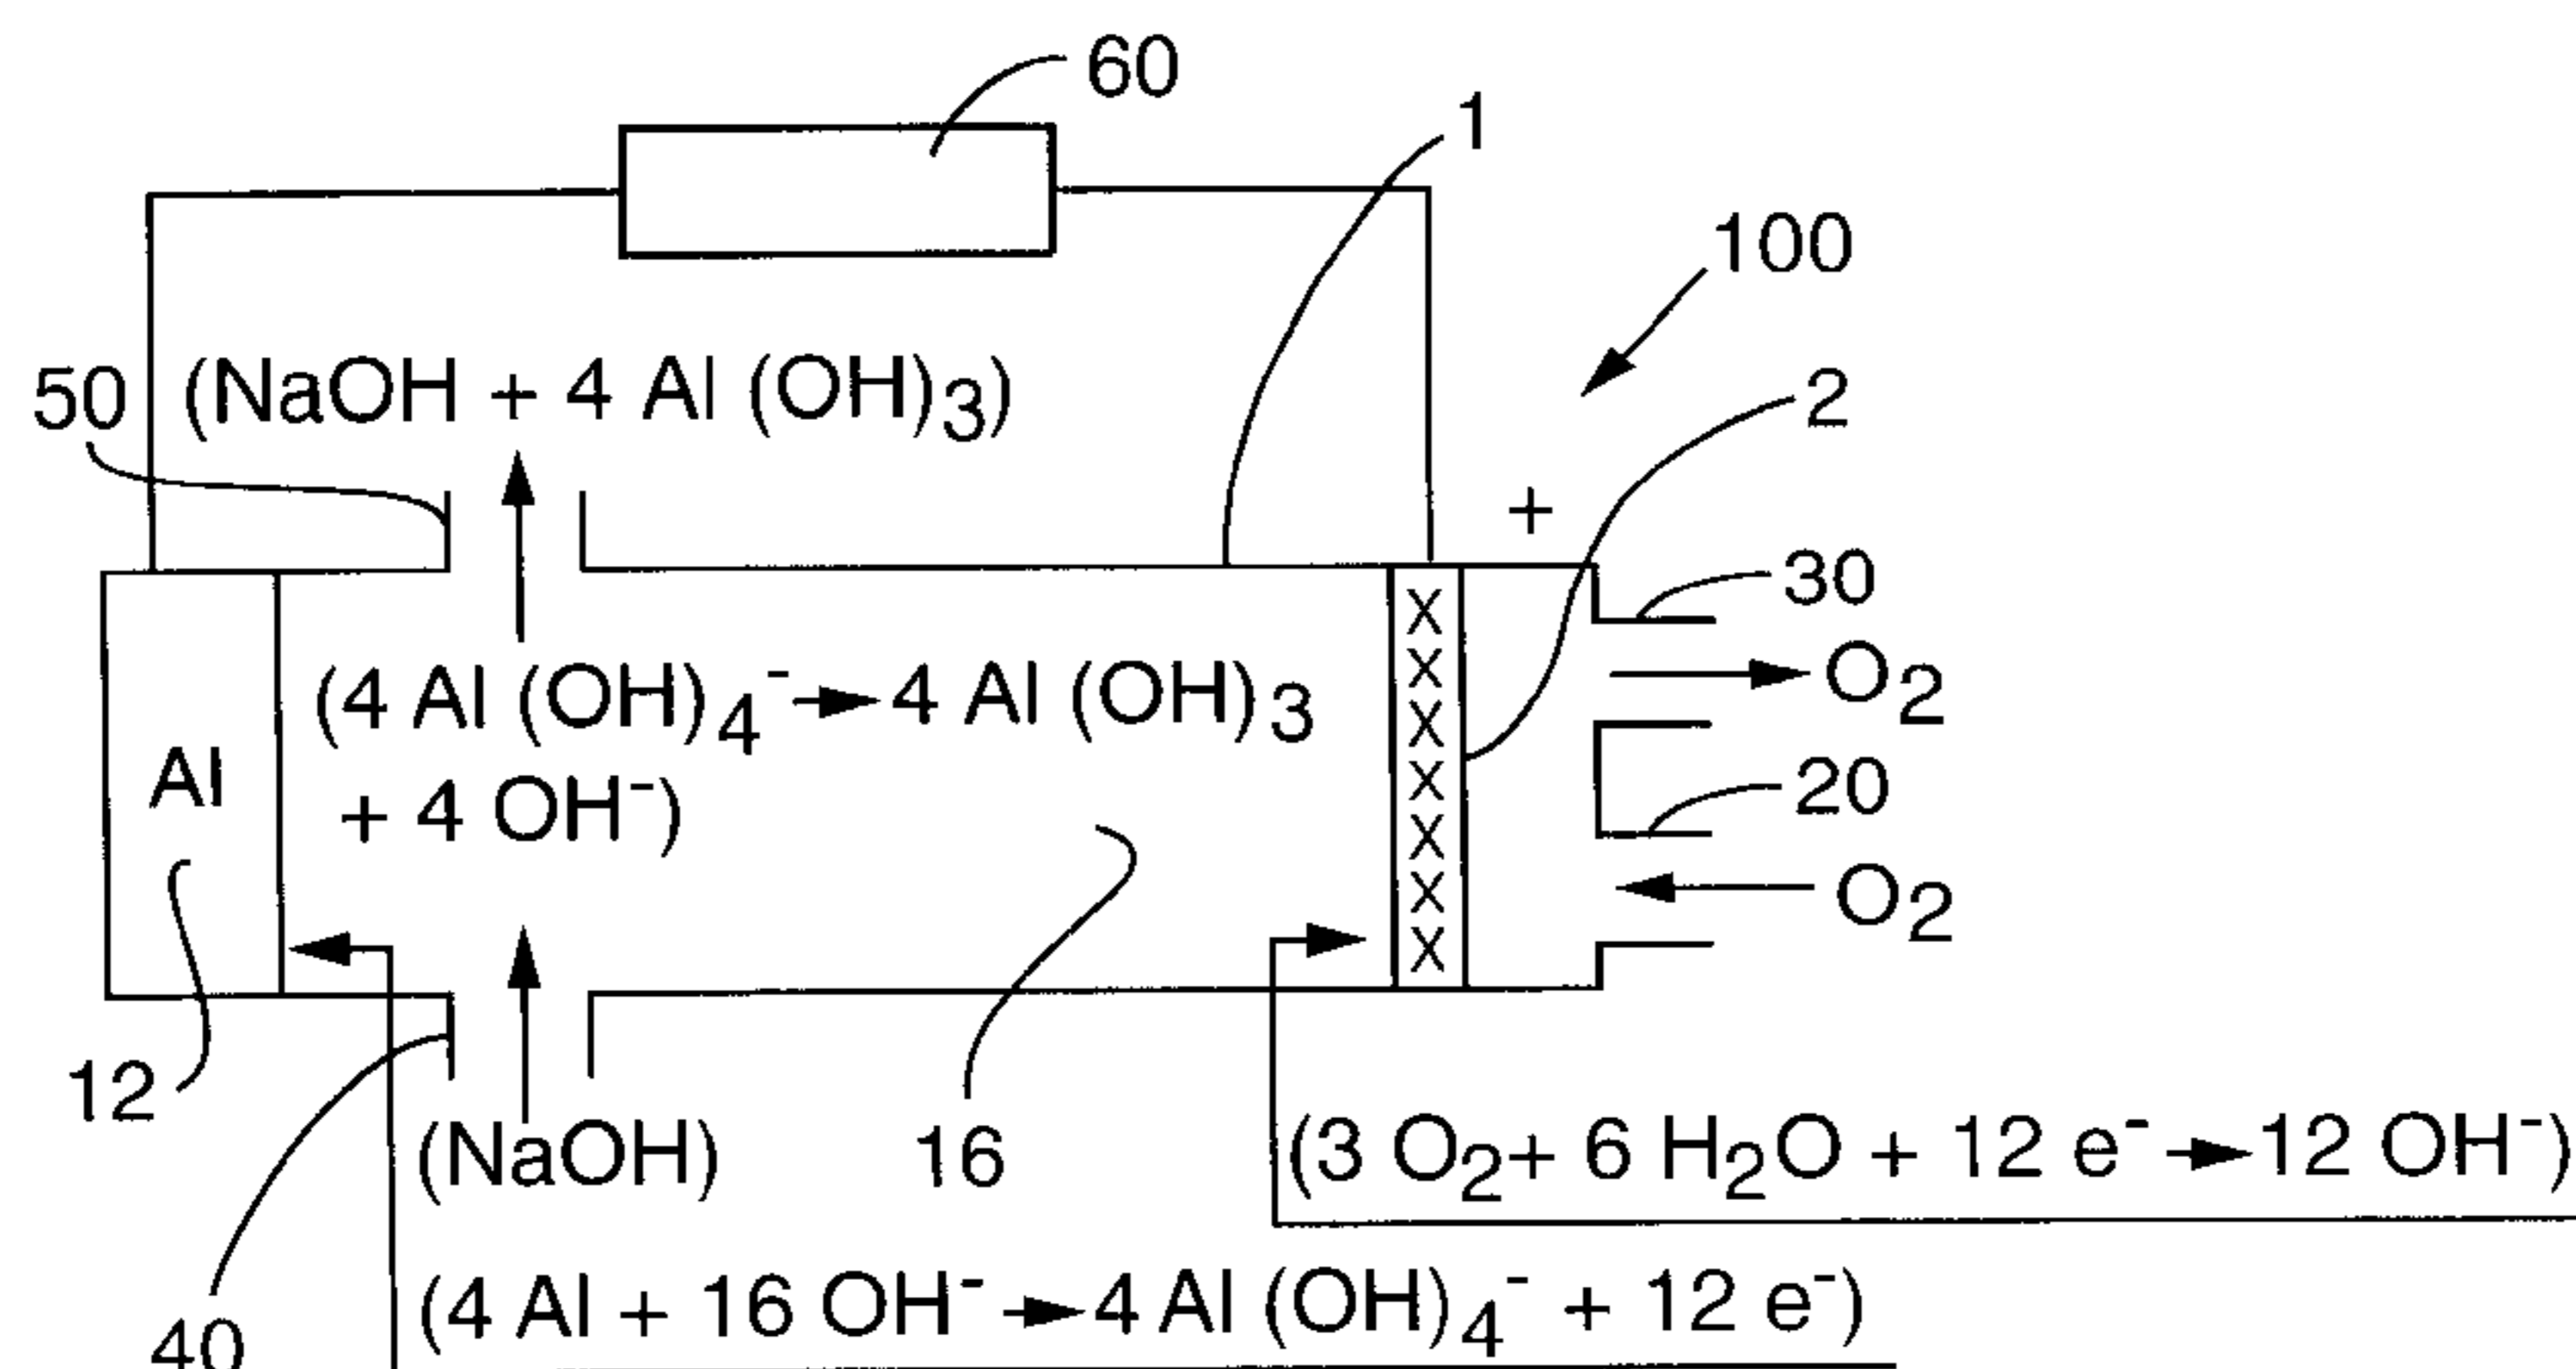 60
1
100
50 (NaOH + 4 Al (OH)₃)
2
+
30
(4 Al (OH)₄⁻ → 4 Al (OH)₃
+ 4 OH⁻)
O₂
Al
20
O₂
X
X
X
X
X
X
X
12
(NaOH)
16
(3 O₂ + 6 H₂O + 12 e⁻ → 12 OH⁻)
40
(4 Al + 16 OH⁻ → 4 Al (OH)₄⁻ + 12 e⁻)